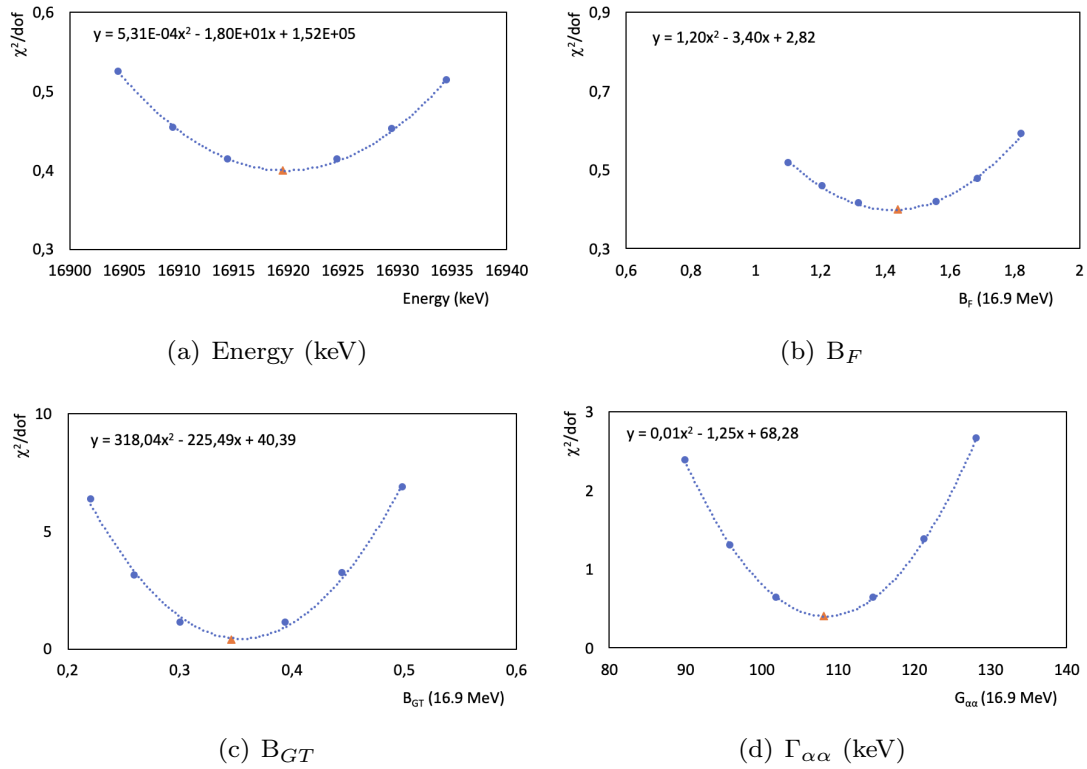 χ²/dof
y = 5,31E-04x² - 1,80E+01x + 1,52E+05
0,6
0,5
0,4
0,3
16900 16905 16910 16915 16920 16925 16930 16935 16940
Energy (keV)
(a) Energy (keV)
χ²/dof
y = 1,20x² - 3,40x + 2,82
0,9
0,7
0,5
0,3
0,6 0,8 1 1,2 1,4 1,6 1,8 2
B_F (16.9 MeV)
(b) B_F
χ²/dof
y = 318,04x² - 225,49x + 40,39
10
5
0
0,2 0,3 0,4 0,5 0,6
B_GT (16.9 MeV)
(c) B_GT
χ²/dof
y = 0,01x² - 1,25x + 68,28
3
2
1
0
80 90 100 110 120 130 140
G_αα (16.9 MeV)
(d) Γ_αα (keV)